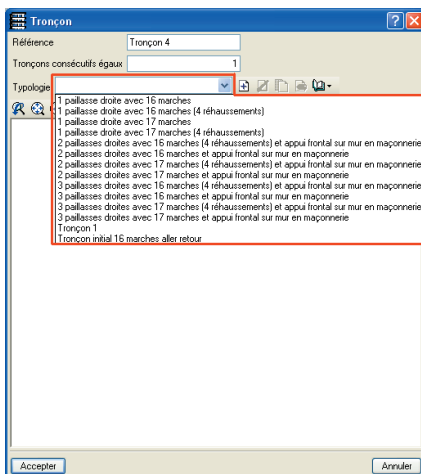 Tronçon
Référence Tronçon 4
Tronçons consécutifs égaux 1
Typologie
1 paillasse droite avec 16 marches
1 paillasse droite avec 16 marches (4 réhaussements)
1 paillasse droite avec 17 marches
1 paillasse droite avec 17 marches (4 réhaussements)
2 paillasses droites avec 16 marches (4 réhaussements) et appui frontal sur mur en maçonnerie
2 paillasses droites avec 16 marches et appui frontal sur mur en maçonnerie
2 paillasses droites avec 17 marches (4 réhaussements) et appui frontal sur mur en maçonnerie
2 paillasses droites avec 17 marches et appui frontal sur mur en maçonnerie
3 paillasses droites avec 16 marches (4 réhaussements) et appui frontal sur mur en maçonnerie
3 paillasses droites avec 16 marches et appui frontal sur mur en maçonnerie
3 paillasses droites avec 17 marches (4 réhaussements) et appui frontal sur mur en maçonnerie
3 paillasses droites avec 17 marches et appui frontal sur mur en maçonnerie
Tronçon 1
Tronçon initial 16 marches aller retour
Accepter Annuler